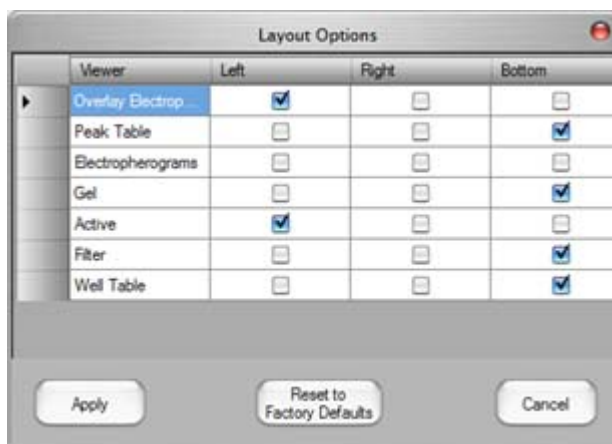 Layout Options
Viewer Left Right Bottom
Overlay Electrop...
Peak Table
Electropherograms
Gel
Active
Filter
Well Table
Apply
Reset to
Factory Defaults
Cancel